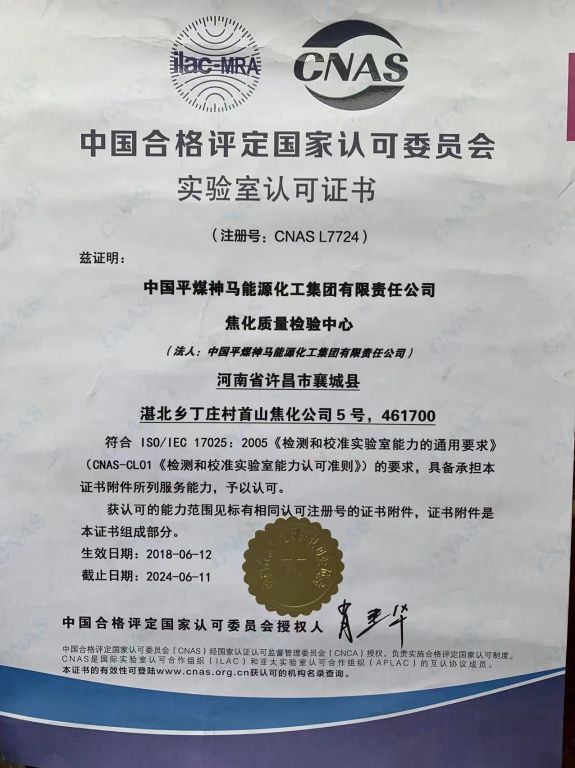 ilac-MRA
CNAS
中国合格评定国家认可委员会
实验室认可证书
（注册号：CNAS L7724）
兹证明：
中国平煤神马能源化工集团有限责任公司
焦化质量检验中心
（法人：中国平煤神马能源化工集团有限责任公司）
河南省许昌市襄城县
湛北乡丁庄村首山焦化公司5号，461700
符合 ISO/IEC 17025：2005《检测和校准实验室能力的通用要求》
（CNAS-CL01《检测和校准实验室能力认可准则》）的要求，具备承担本
证书附件所列服务能力，予以认可。
获认可的能力范围见标有相同认可注册号的证书附件，证书附件是
本证书组成部分。
生效日期：2018-06-12
截止日期：2024-06-11
中国合格评定国家认可委员会授权人
中国合格评定国家认可委员会（CNAS）经国家认证认可监督管理委员会（CNCA）授权，负责实施合格评定国家认可制度。
CNAS是国际实验室认可合作组织（ILAC）和亚太实验室认可合作组织（APLAC）的互认协议成员。
本证书的有效性可登陆www.cnas.org.cn获认可的机构名录查询。